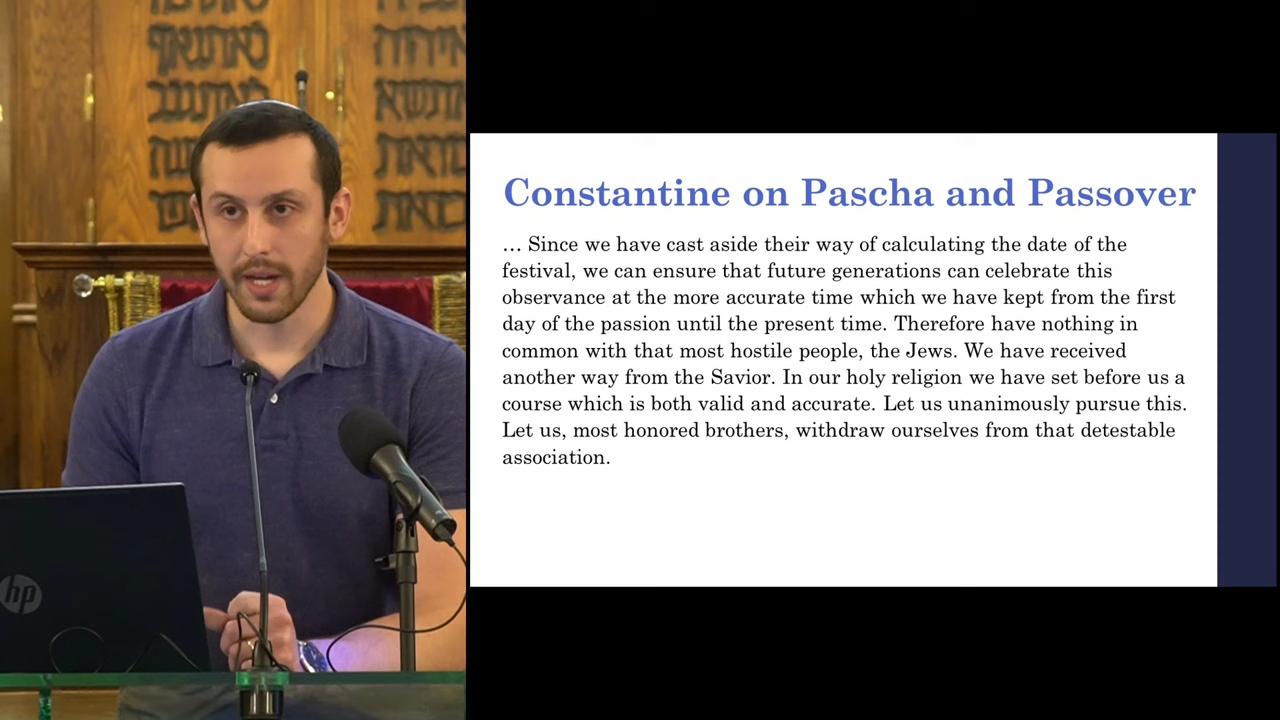 לא תנאף
לא תגנב
hp
Constantine on Pascha and Passover
… Since we have cast aside their way of calculating the date of the
festival, we can ensure that future generations can celebrate this
observance at the more accurate time which we have kept from the first
day of the passion until the present time. Therefore have nothing in
common with that most hostile people, the Jews. We have received
another way from the Savior. In our holy religion we have set before us a
course which is both valid and accurate. Let us unanimously pursue this.
Let us, most honored brothers, withdraw ourselves from that detestable
association.